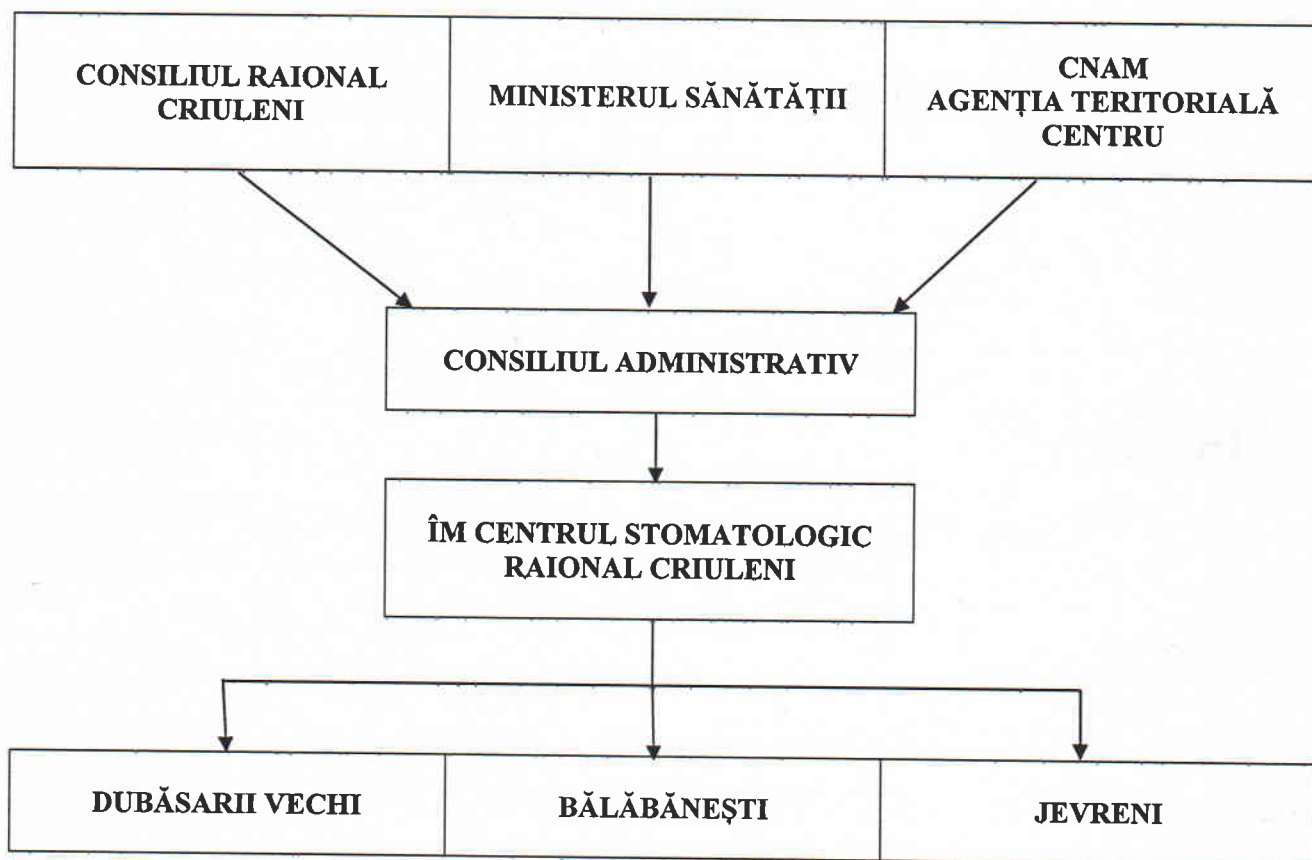 CONSILIUL RAIONAL
CRIULENI
MINISTERUL SĂNĂTĂȚII
CNAM
AGENȚIA TERITORIALĂ
CENTRU
CONSILIUL ADMINISTRATIV
ÎM CENTRUL STOMATOLOGIC
RAIONAL CRIULENI
DUBĂSARII VECHI
BĂLĂBĂNEȘTI
JEVRENI